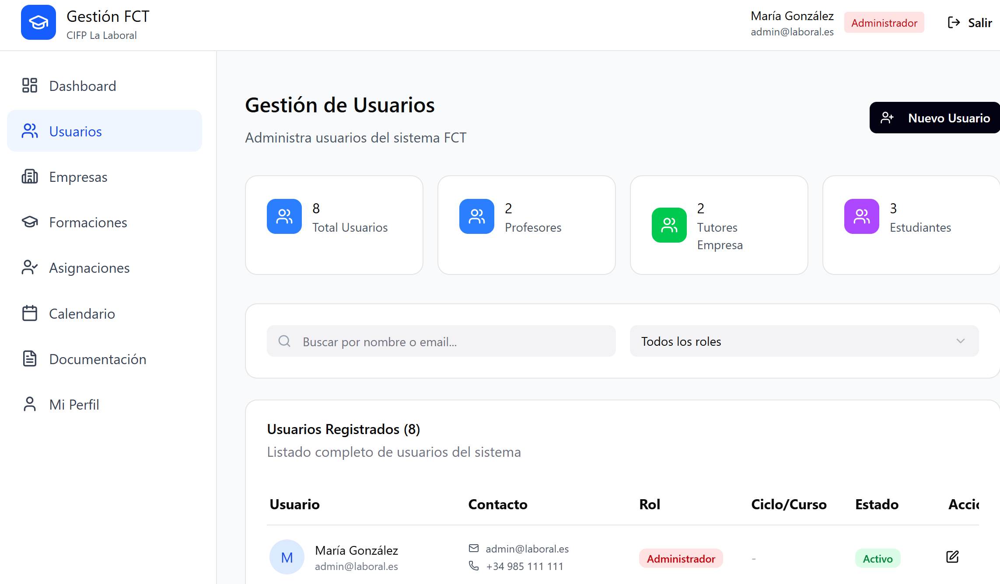 Gestión FCT
CIFP La Laboral
María González
admin@laboral.es
Administrador
Salir
Dashboard
Usuarios
Empresas
Formaciones
Asignaciones
Calendario
Documentación
Mi Perfil
Gestión de Usuarios
Administra usuarios del sistema FCT
Nuevo Usuario
8
Total Usuarios
2
Profesores
2
Tutores
Empresa
3
Estudiantes
Buscar por nombre o email...
Todos los roles
Usuarios Registrados (8)
Listado completo de usuarios del sistema
Usuario Contacto Rol Ciclo/Curso Estado
M
María González
admin@laboral.es
admin@laboral.es
+34 985 111 111
Administrador
-
Activo